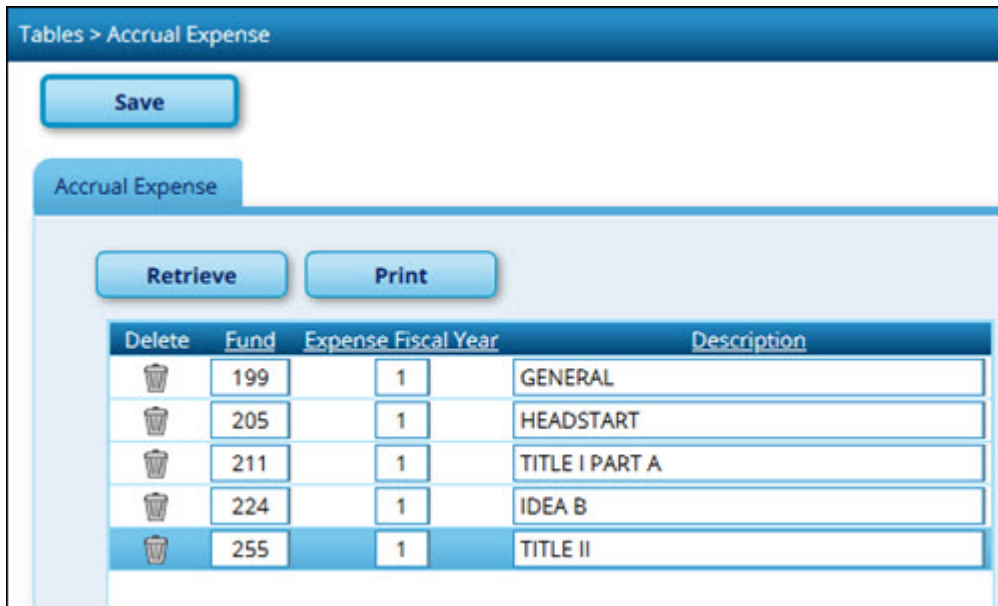 Tables > Accrual Expense
Save
Accrual Expense
Retrieve Print
Delete Fund Expense Fiscal Year Description
199 1 GENERAL
205 1 HEADSTART
211 1 TITLE I PART A
224 1 IDEA B
255 1 TITLE II